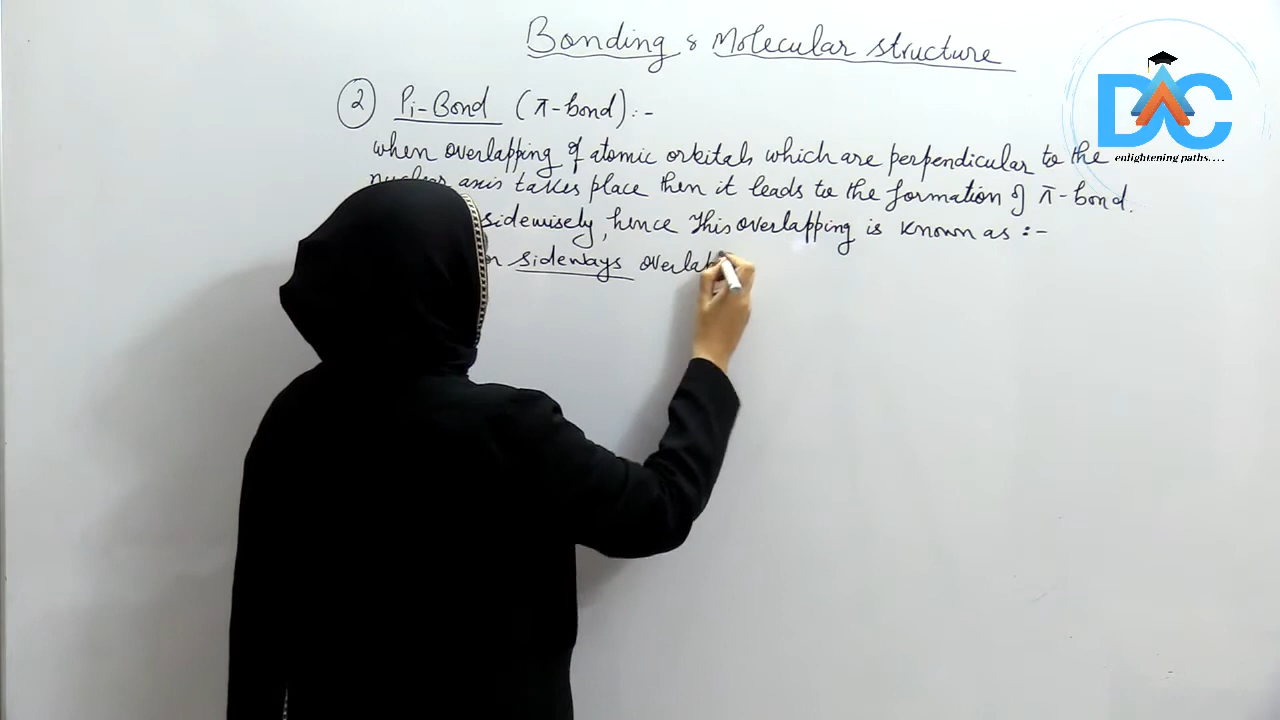 Bonding & Molecular structure
DAC
enlightening paths....
2 Pi-Bond (π-bond):-
when overlapping of atomic orbitals which are perpendicular to the
nuclear axis takes place then it leads to the formation of π-bond.
sidewisely, hence this overlapping is known as :-
sideways overlap